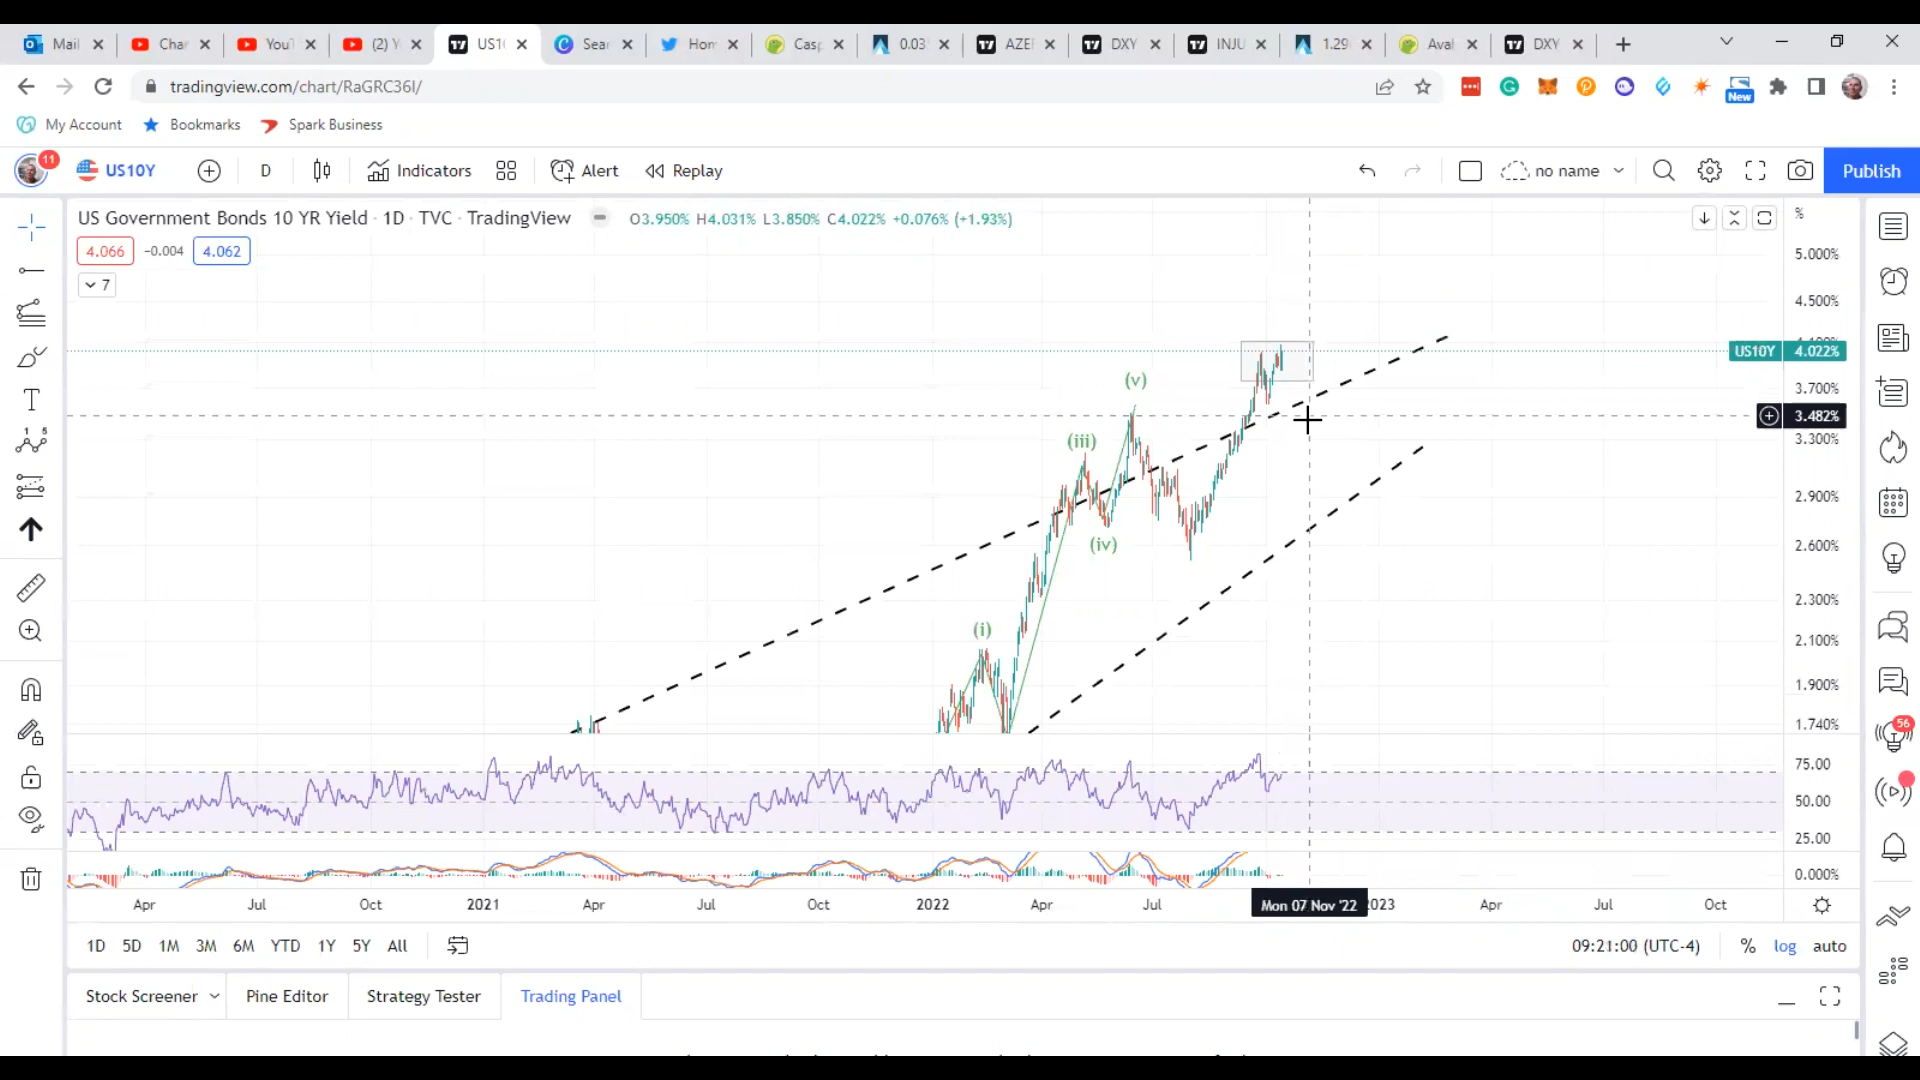 Mail
Char
YouT
(2) Y
US1
Sear
Hom
Casp
0.03
AZE
DXY
INJU
1.29
Aval
DXY
tradingview.com/chart/RaGRC36I/
New
My Account
Bookmarks
Spark Business
11
US10Y
D
Indicators
Alert
Replay
no name
Publish
US Government Bonds 10 YR Yield · 1D · TVC · TradingView
O3.950% H4.031% L3.850% C4.022% +0.076% (+1.93%)
%
4.066
−0.004
4.062
7
5.000%
4.500%
US10Y
4.022%
3.700%
3.482%
3.300%
2.900%
2.600%
2.300%
2.100%
1.900%
1.740%
(v)
(iii)
(iv)
(i)
75.00
50.00
25.00
0.000%
56
Apr
Jul
Oct
2021
Apr
Jul
Oct
2022
Apr
Jul
Mon 07 Nov '22
2023
Apr
Jul
Oct
1D
5D
1M
3M
6M
YTD
1Y
5Y
All
09:21:00 (UTC-4)
%
log
auto
Stock Screener
Pine Editor
Strategy Tester
Trading Panel